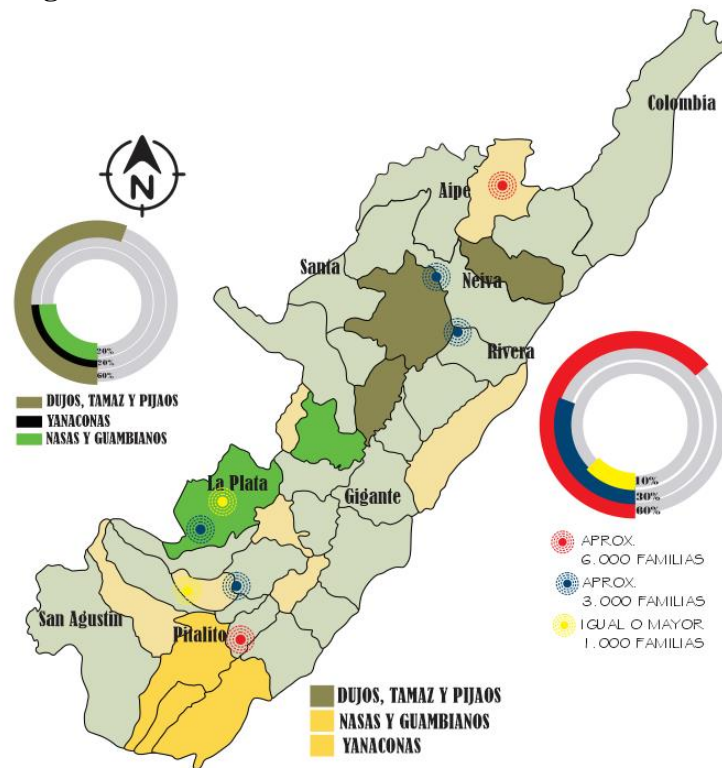 Colombia
Aipe
N
Santa
Neiva
Rivera
20%
20%
60%
DUJOS, TAMAZ Y PIJAOS
YANACONAS
NASAS Y GUAMBIANOS
La Plata
Gigante
10%
30%
60%
APROX.
6.000 FAMILIAS
APROX.
3.000 FAMILIAS
IGUAL O MAYOR
1.000 FAMILIAS
San Agustín
Pitalito
DUJOS, TAMAZ Y PIJAOS
NASAS Y GUAMBIANOS
YANACONAS